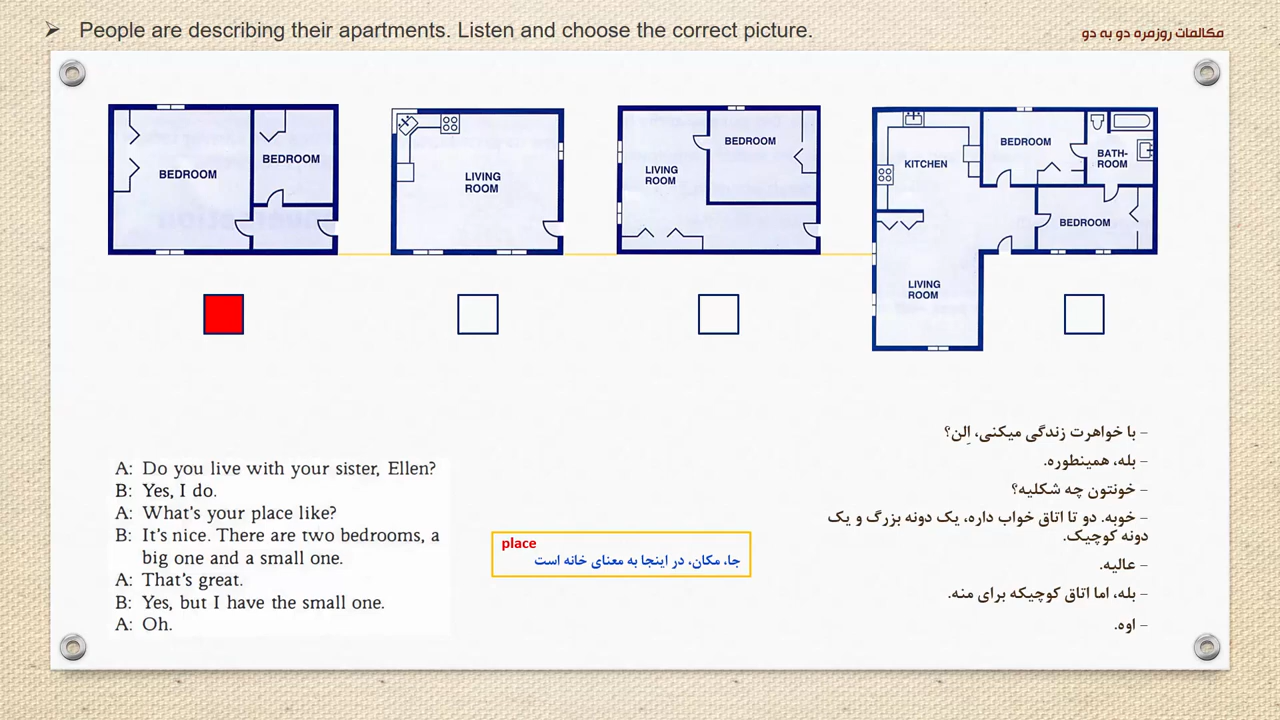 ➢ People are describing their apartments. Listen and choose the correct picture.
مکالمات روزمره دو به دو
BEDROOM
BEDROOM
LIVING
ROOM
LIVING
ROOM
BEDROOM
KITCHEN
BEDROOM
BATH-
ROOM
BEDROOM
LIVING
ROOM
A: Do you live with your sister, Ellen?
B: Yes, I do.
A: What's your place like?
B: It's nice. There are two bedrooms, a
big one and a small one.
A: That's great.
B: Yes, but I have the small one.
A: Oh.
place
جا، مکان، در اینجا به معنای خانه است
– با خواهرت زندگی میکنی، اِلن؟
– بله، همینطوره.
– خونتون چه شکلیه؟
– خوبه. دو تا اتاق خواب داره، یک دونه بزرگ و یک
دونه کوچیک.
– عالیه.
– بله، اما اتاق کوچیکه برای منه.
– اوه.